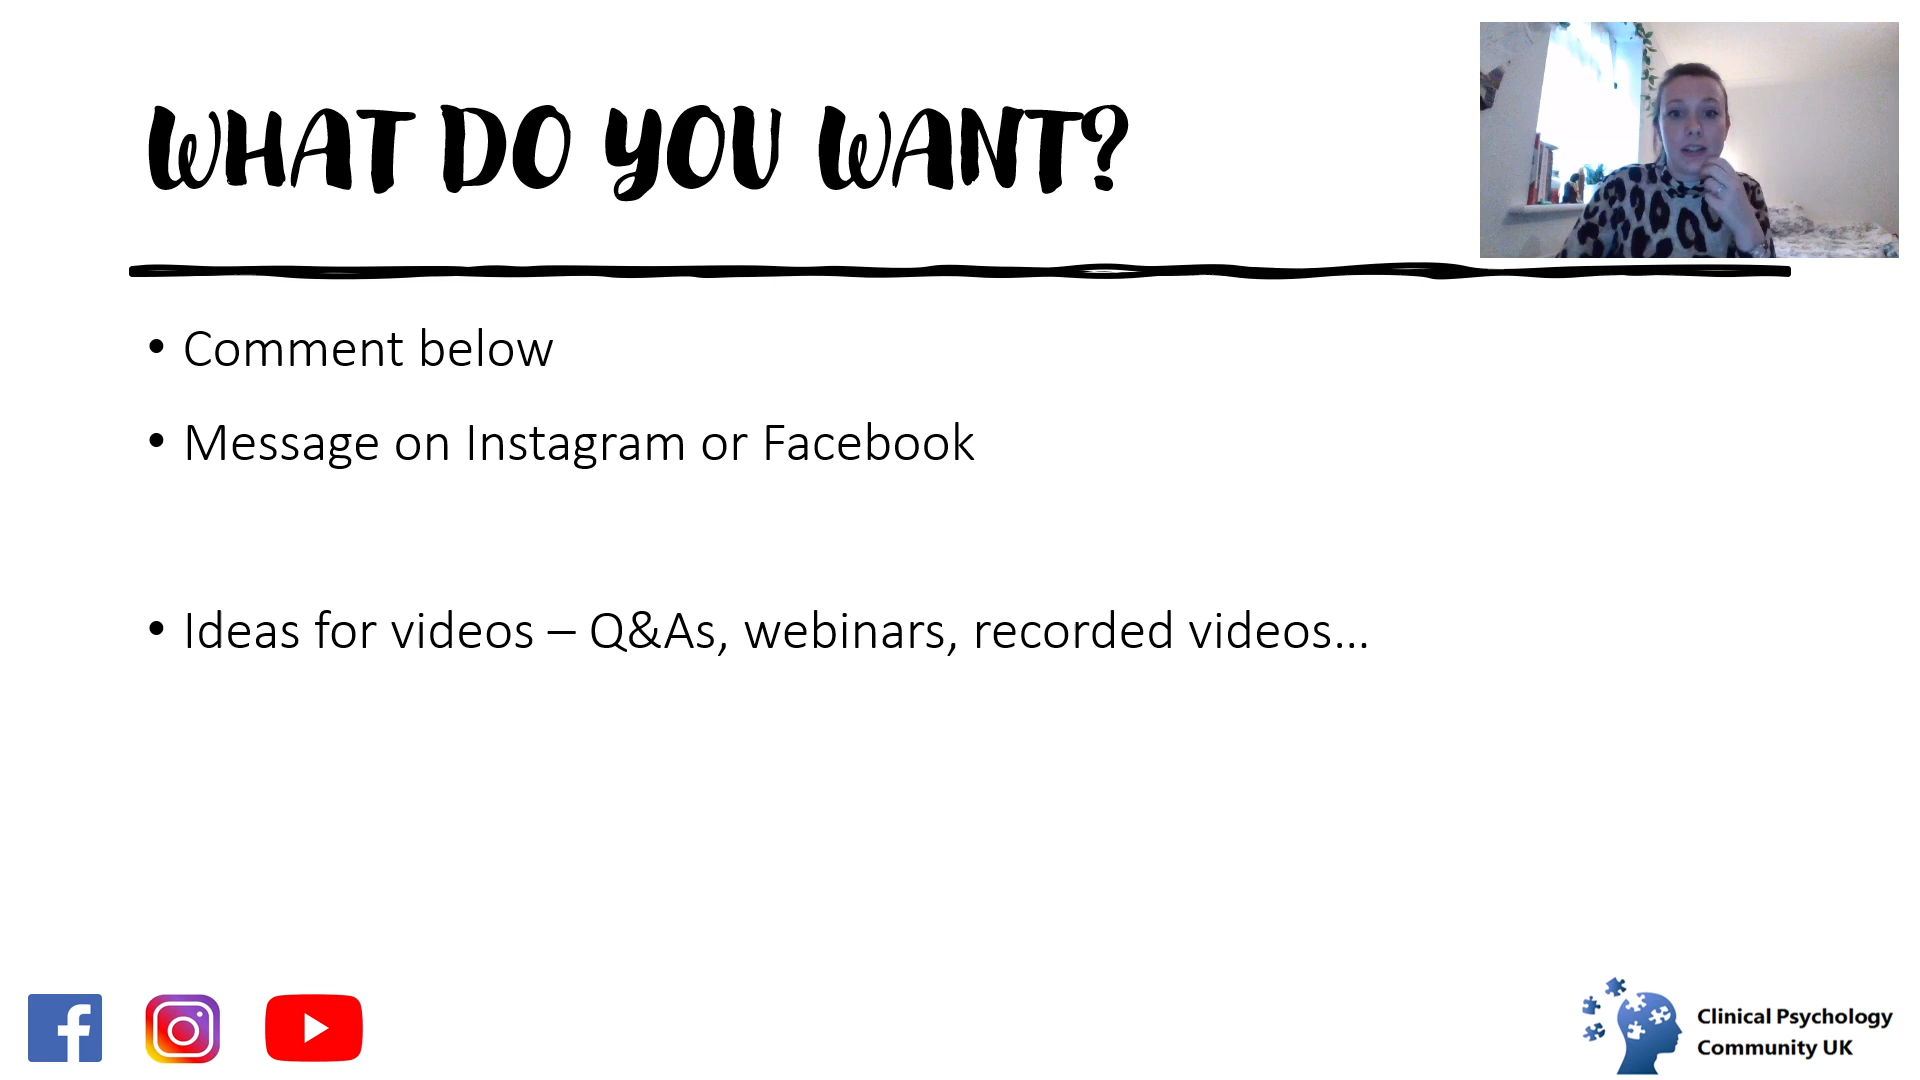 WHAT DO YOU WANT?
• Comment below
• Message on Instagram or Facebook
• Ideas for videos – Q&As, webinars, recorded videos...
Clinical Psychology
Community UK